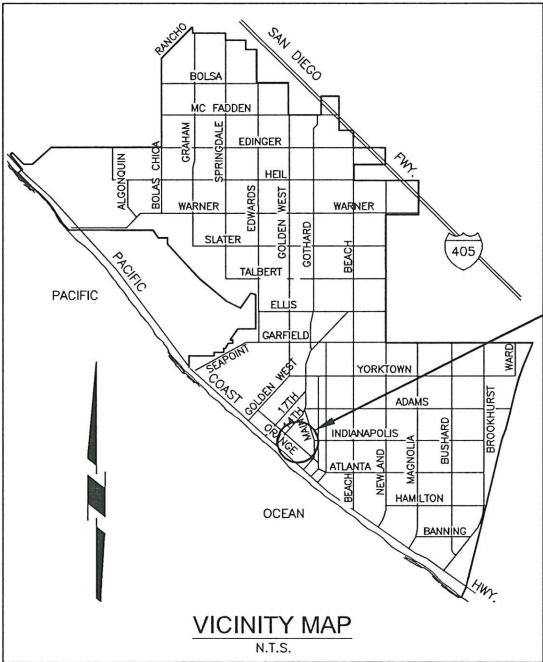 RANCHO
SAN DIEGO
BOLSA
MC FADDEN
GRAHAM
SPRINGDALE
EDINGER
ALGONQUIN
BOLAS CHICA
HEIL
FWY.
EDWARDS
GOLDEN WEST
WARNER
WARNER
GOTHARD
BEACH
SLATER
405
TALBERT
PACIFIC
PACIFIC
ELLIS
GARFIELD
SEAPOINT
COAST
GOLDEN WEST
YORKTOWN
WARD
17TH
14TH
MAIN
ADAMS
ORANGE
INDIANAPOLIS
BROOKHURST
BUSHARD
MAGNOLIA
NEWLAND
ATLANTA
BEACH
HAMILTON
OCEAN
BANNING
HWY.
VICINITY MAP
N.T.S.